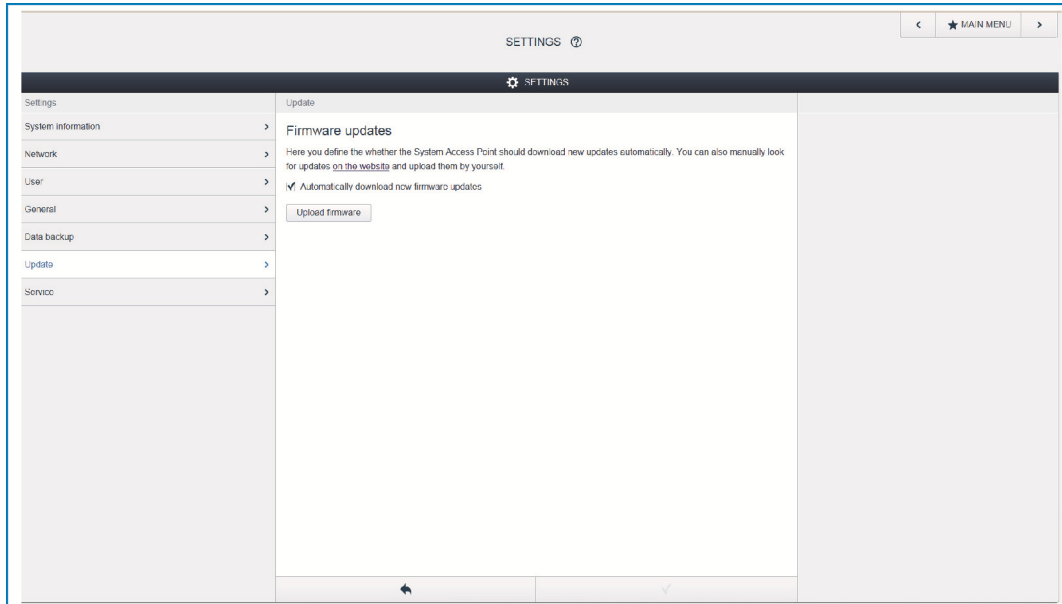 MAIN MENU
SETTINGS
SETTINGS
Settings
Update
System information
Network
User
General
Data backup
Update
Service
Firmware updates
Here you define the whether the System Access Point should download new updates automatically. You can also manually look
for updates on the website and upload them by yourself.
Automatically download new firmware updates
Upload firmware